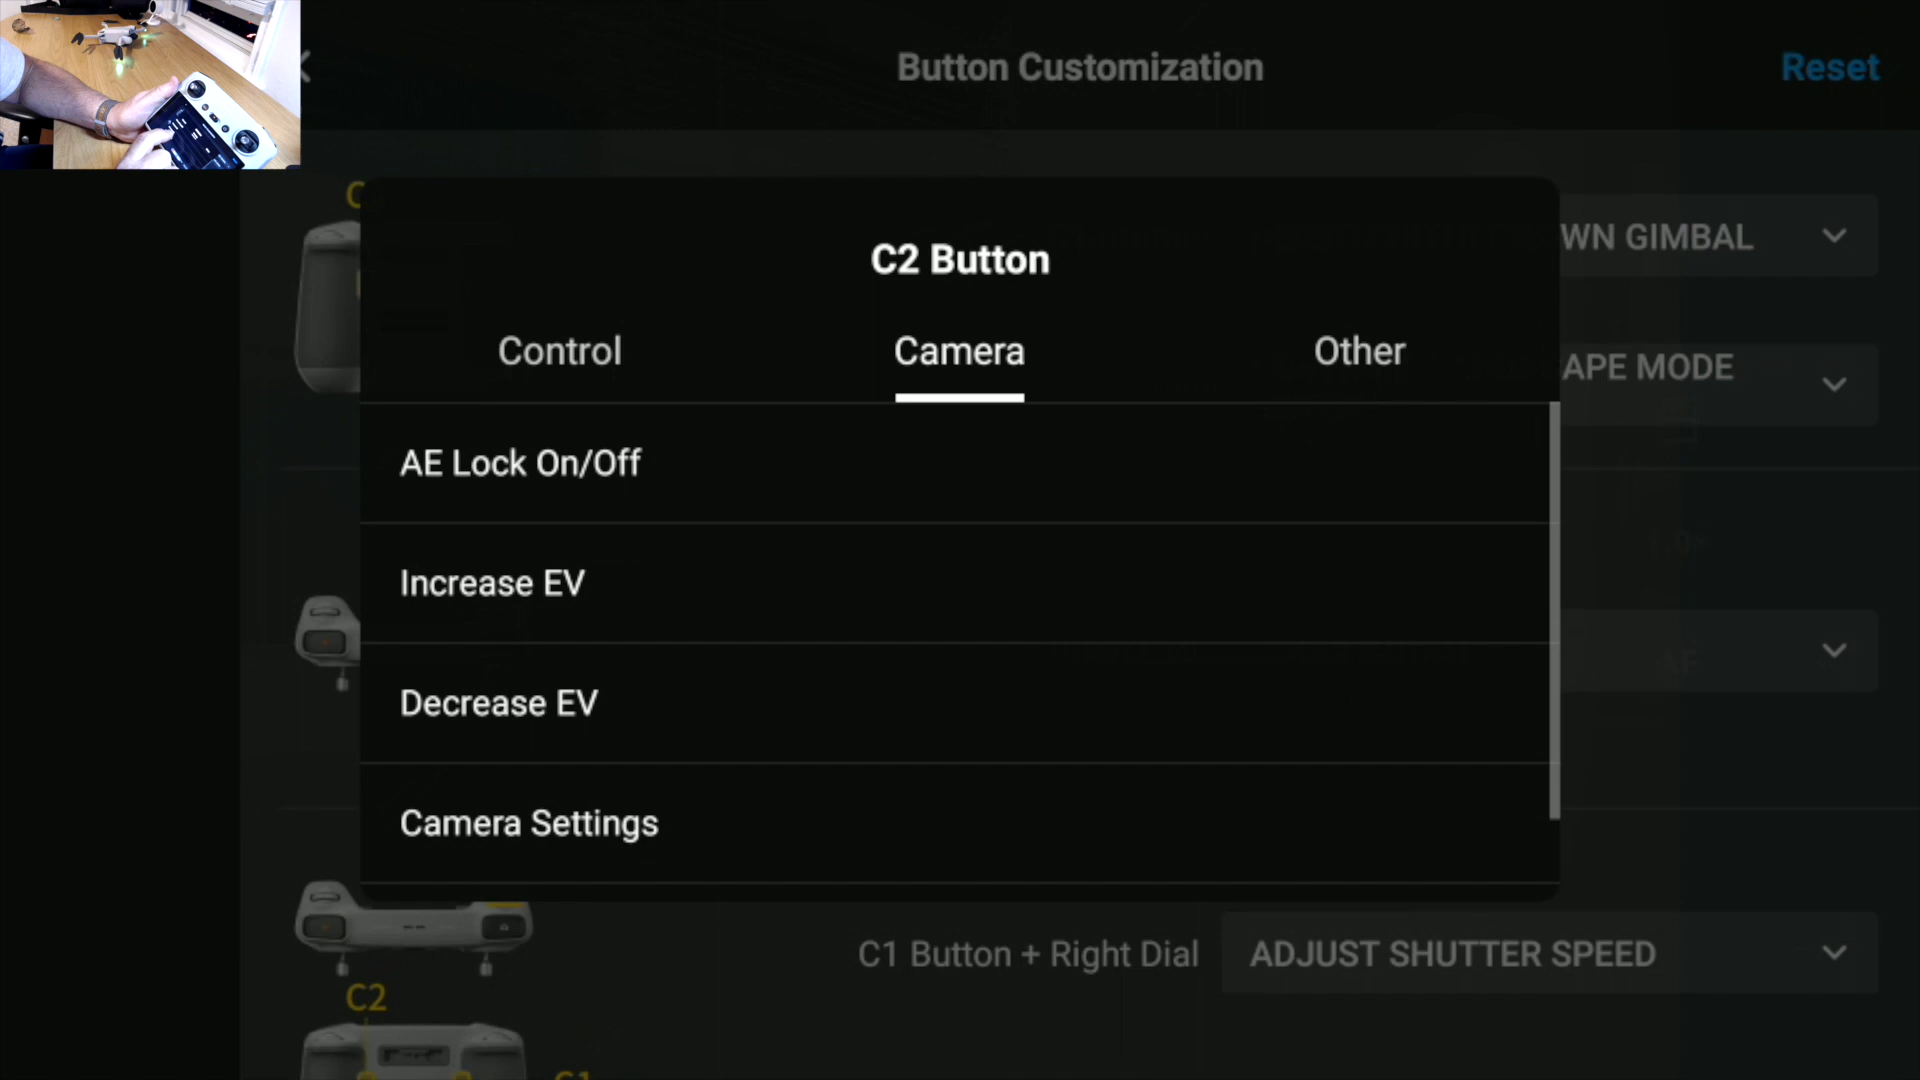 Button Customization
Reset
WN GIMBAL
C2 Button
Control
Camera
Other
APE MODE
AE Lock On/Off
Increase EV
Decrease EV
Camera Settings
C1 Button + Right Dial
ADJUST SHUTTER SPEED
C2
C1